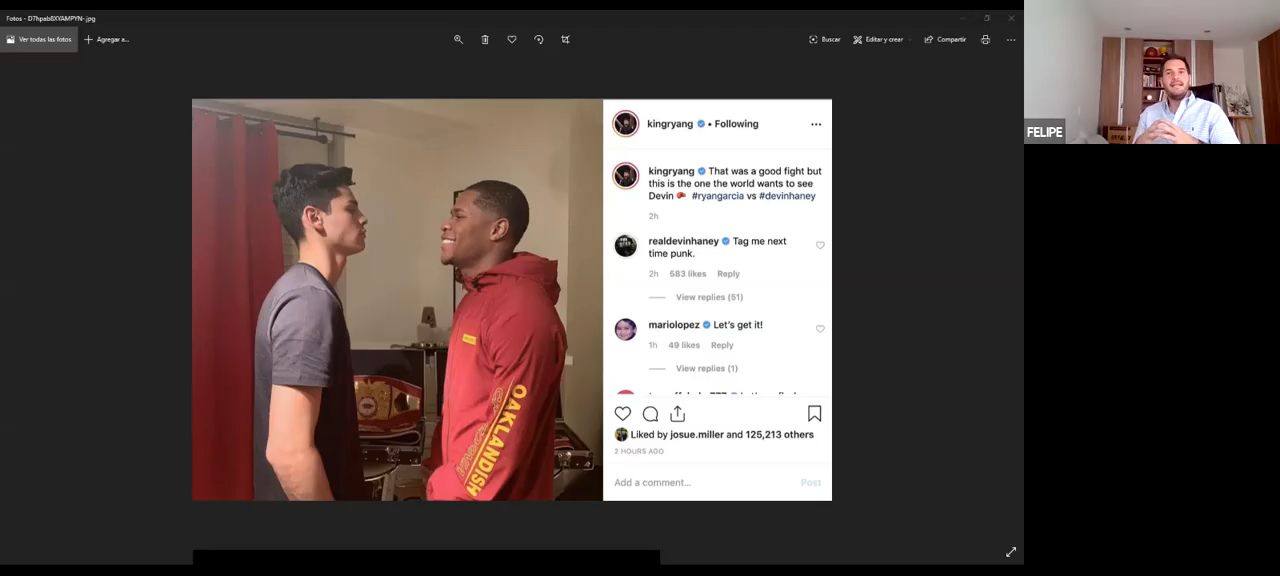 Fotos - D7hpab8XYAMPYN-.jpg
Ver todas las fotos
Agregar a...
Buscar
Editar y crear
Compartir
FELIPE
kingryang • Following
kingryang That was a good fight but
this is the one the world wants to see
Devin 🥊 #ryangarcia vs #devinhaney
2h
realdevinhaney Tag me next
time punk.
2h 683 likes Reply
View replies (51)
mariolopez Let's get it!
1h 49 likes Reply
View replies (1)
Liked by josue.miller and 125,213 others
2 HOURS AGO
Add a comment...
Post
OAKLANDISH